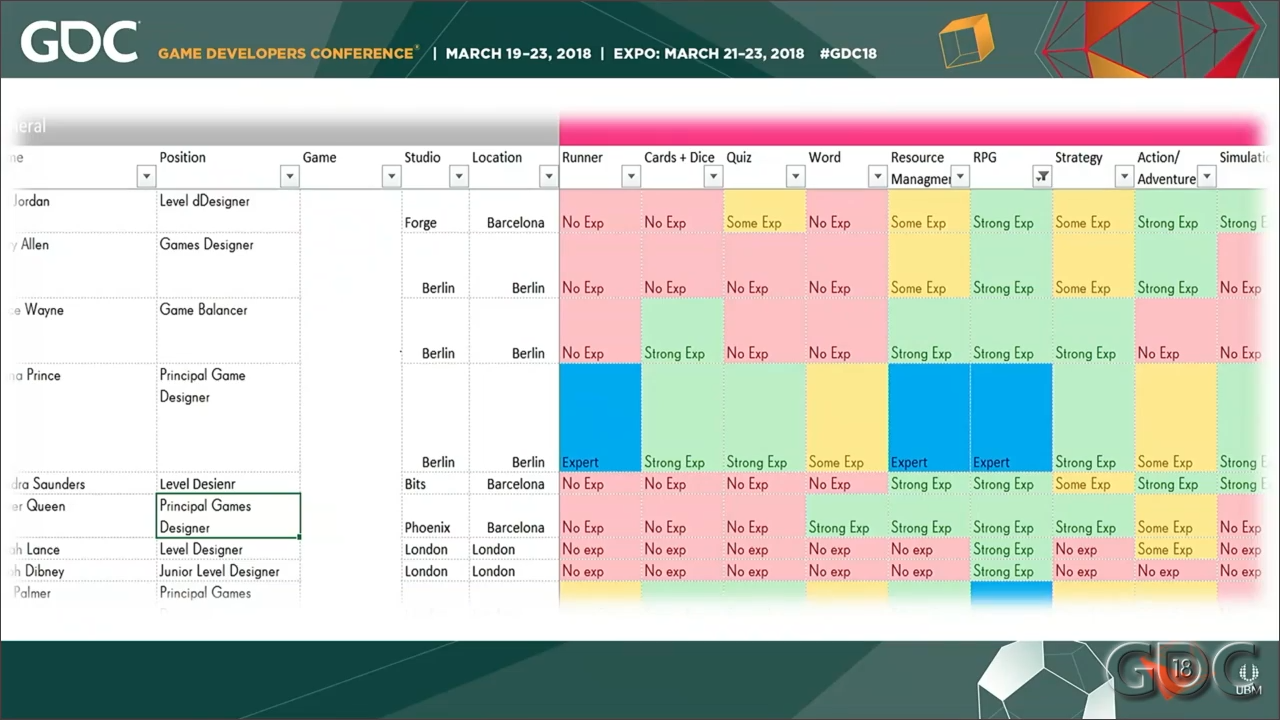 GDC GAME DEVELOPERS CONFERENCE® | MARCH 19–23, 2018 | EXPO: MARCH 21–23, 2018 #GDC18
eral
ne Position Game Studio Location Runner Cards + Dice Quiz Word Resource RPG Strategy Action/ Simulatio
Managmen Adventure
Jordan Level dDesigner
Forge Barcelona No Exp No Exp Some Exp No Exp Some Exp Strong Exp Some Exp Strong Exp Strong E
y Allen Games Designer
Berlin Berlin No Exp No Exp No Exp No Exp Some Exp Strong Exp Some Exp Strong Exp No Exp
ce Wayne Game Balancer
Berlin Berlin No Exp Strong Exp No Exp No Exp Strong Exp Strong Exp Strong Exp No Exp No Exp
na Prince Principal Game
Designer
Berlin Berlin Expert Strong Exp Strong Exp Some Exp Expert Expert Strong Exp Some Exp Strong E
dra Saunders Level Desienr Bits Barcelona No Exp No Exp No Exp No Exp Strong Exp Strong Exp Some Exp Strong Exp Strong E
er Queen Principal Games
Designer Phoenix Barcelona No Exp No Exp No Exp Strong Exp Strong Exp Strong Exp Strong Exp Some Exp No Exp
ah Lance Level Designer London London No exp No exp No exp No exp No exp Strong Exp No exp Some Exp No exp
h Dibney Junior Level Designer London London No exp No exp No exp No exp No exp Strong Exp No exp No exp No exp
Palmer Principal Games
GDC 18 UBM